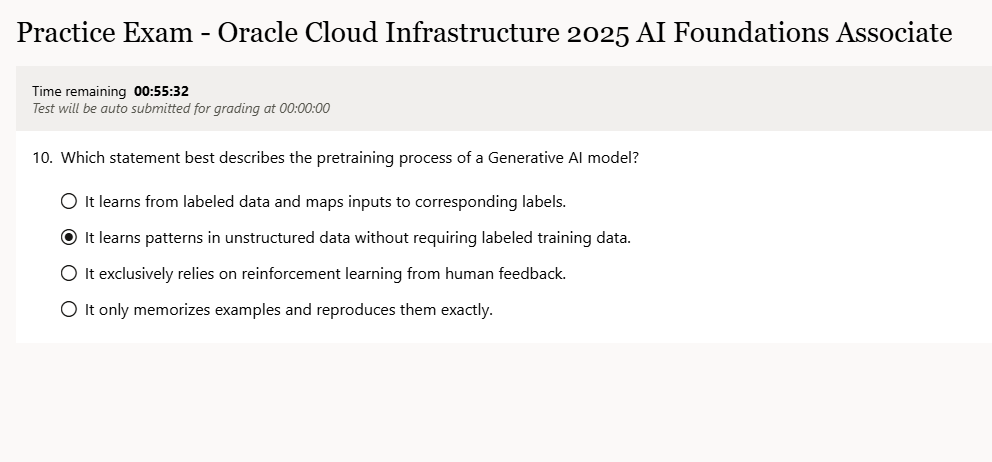 Practice Exam - Oracle Cloud Infrastructure 2025 AI Foundations Associate
Time remaining 00:55:32
Test will be auto submitted for grading at 00:00:00
10. Which statement best describes the pretraining process of a Generative AI model?
It learns from labeled data and maps inputs to corresponding labels.
It learns patterns in unstructured data without requiring labeled training data.
It exclusively relies on reinforcement learning from human feedback.
It only memorizes examples and reproduces them exactly.